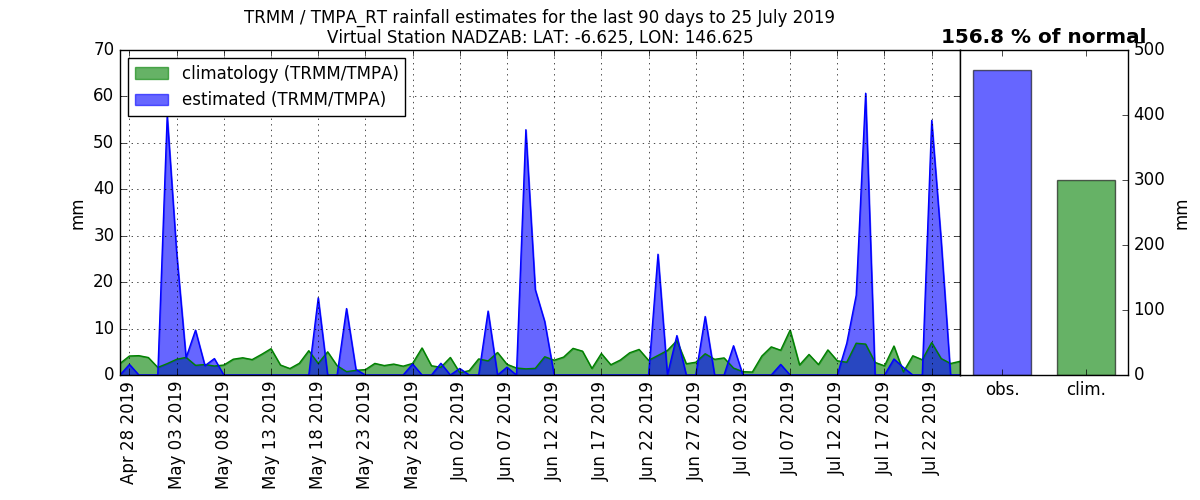 TRMM / TMPA_RT rainfall estimates for the last 90 days to 25 July 2019
Virtual Station NADZAB: LAT: -6.625, LON: 146.625
156.8 % of normal
climatology (TRMM/TMPA)
estimated (TRMM/TMPA)
70
60
50
40
30
20
10
0
mm
Apr 28 2019
May 03 2019
May 08 2019
May 13 2019
May 18 2019
May 23 2019
May 28 2019
Jun 02 2019
Jun 07 2019
Jun 12 2019
Jun 17 2019
Jun 22 2019
Jun 27 2019
Jul 02 2019
Jul 07 2019
Jul 12 2019
Jul 17 2019
Jul 22 2019
500
400
300
200
100
0
mm
obs.
clim.